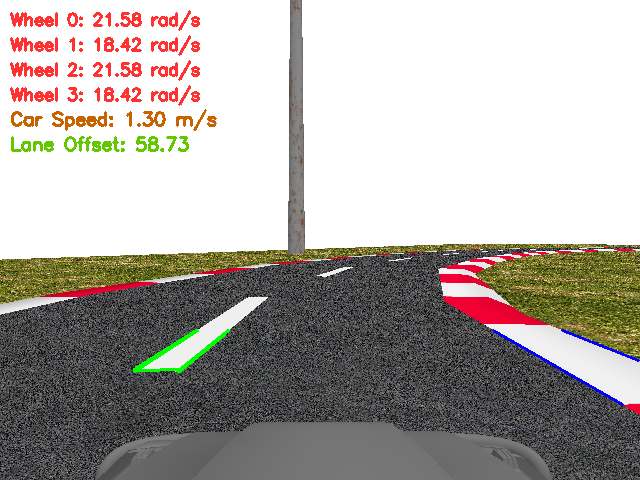 Wheel 0: 21.58 rad/s
Wheel 1: 18.42 rad/s
Wheel 2: 21.58 rad/s
Wheel 3: 18.42 rad/s
Car Speed: 1.30 m/s
Lane Offset: 58.73